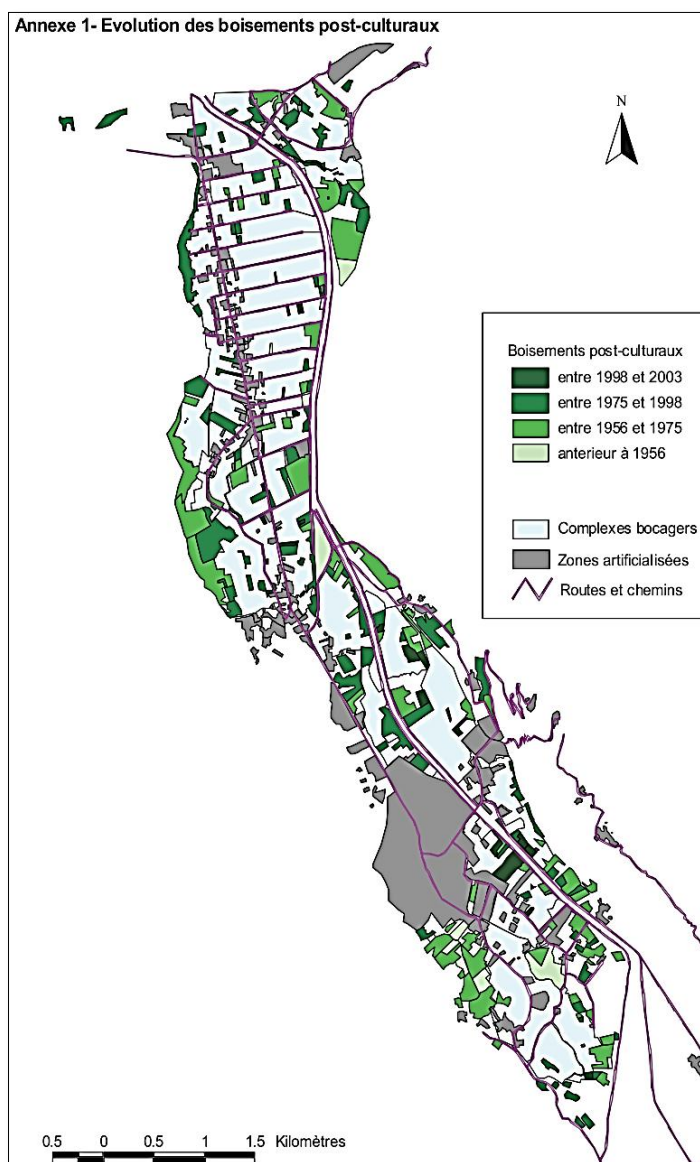 Annexe 1- Evolution des boisements post-culturaux
N
Boisements post-culturaux
entre 1998 et 2003
entre 1975 et 1998
entre 1956 et 1975
anterieur à 1956
Complexes bocagers
Zones artificialisées
Routes et chemins
0.5 0 0.5 1 1.5 Kilomètres